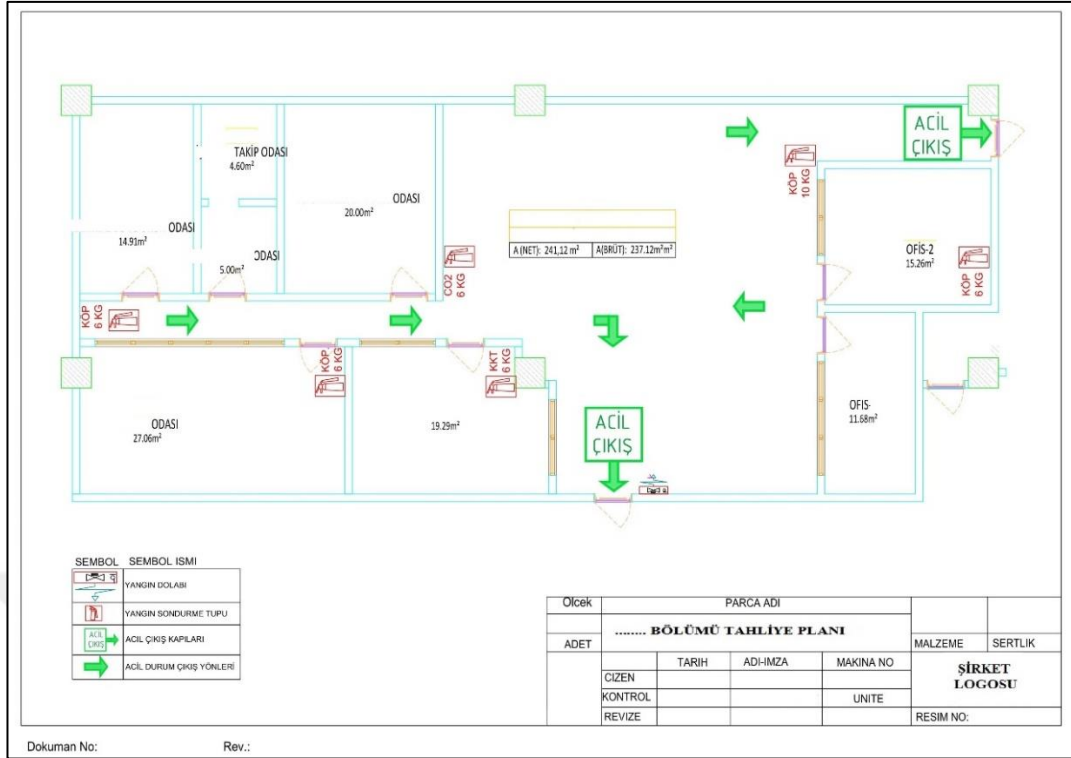 ACİL
ÇIKIŞ
TAKİP ODASI
4.60m²
KÖP
10 KG
ODASI
20.00m²
ODASI
14.91m²
ODASI
5.00m²
A (NET): 241,12 m² A(BRÜT): 237.12m²m²
OFİS-2
15.26m²
CO2
6 KG
KÖP
6 KG
KÖP
6 KG
KÖP
6 KG
KKT
6 KG
ODASI
27.06m²
19.29m²
ACİL
ÇIKIŞ
OFIS-
11.68m²
SEMBOL SEMBOL ISMI
YANGIN DOLABI
YANGIN SONDURME TUPU
ACİL
ÇIKIŞ
ACIL ÇIKIŞ KAPILARI
ACİL DURUM ÇIKIŞ YÖNLERİ
Olcek PARCA ADI
........ BÖLÜMÜ TAHLİYE PLANI
ADET MALZEME SERTLIK
TARIH ADI-IMZA MAKINA NO
CIZEN
KONTROL UNITE
REVIZE
ŞİRKET
LOGOSU
RESIM NO:
Dokuman No: Rev.: